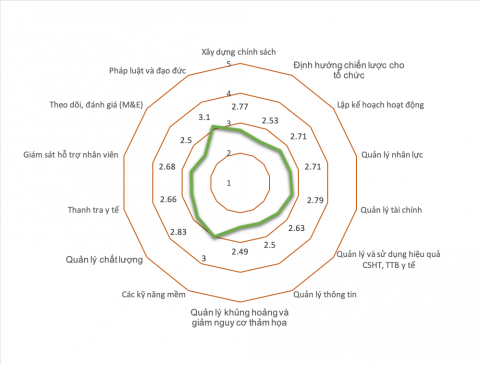 Xây dựng chính sách
Định hướng chiến lược cho
tổ chức
Lập kế hoạch hoạt động
Quản lý nhân lực
Quản lý tài chính
Quản lý và sử dụng hiệu quả
CSHT, TTB y tế
Quản lý thông tin
Quản lý khủng hoảng và
giảm nguy cơ thảm họa
Các kỹ năng mềm
Quản lý chất lượng
Thanh tra y tế
Giám sát hỗ trợ nhân viên
Theo dõi, đánh giá (M&E)
Pháp luật và đạo đức
5
4
3
2
1
2.77
2.53
2.71
2.71
2.79
2.63
2.5
2.49
3
2.83
2.66
2.68
2.5
3.1